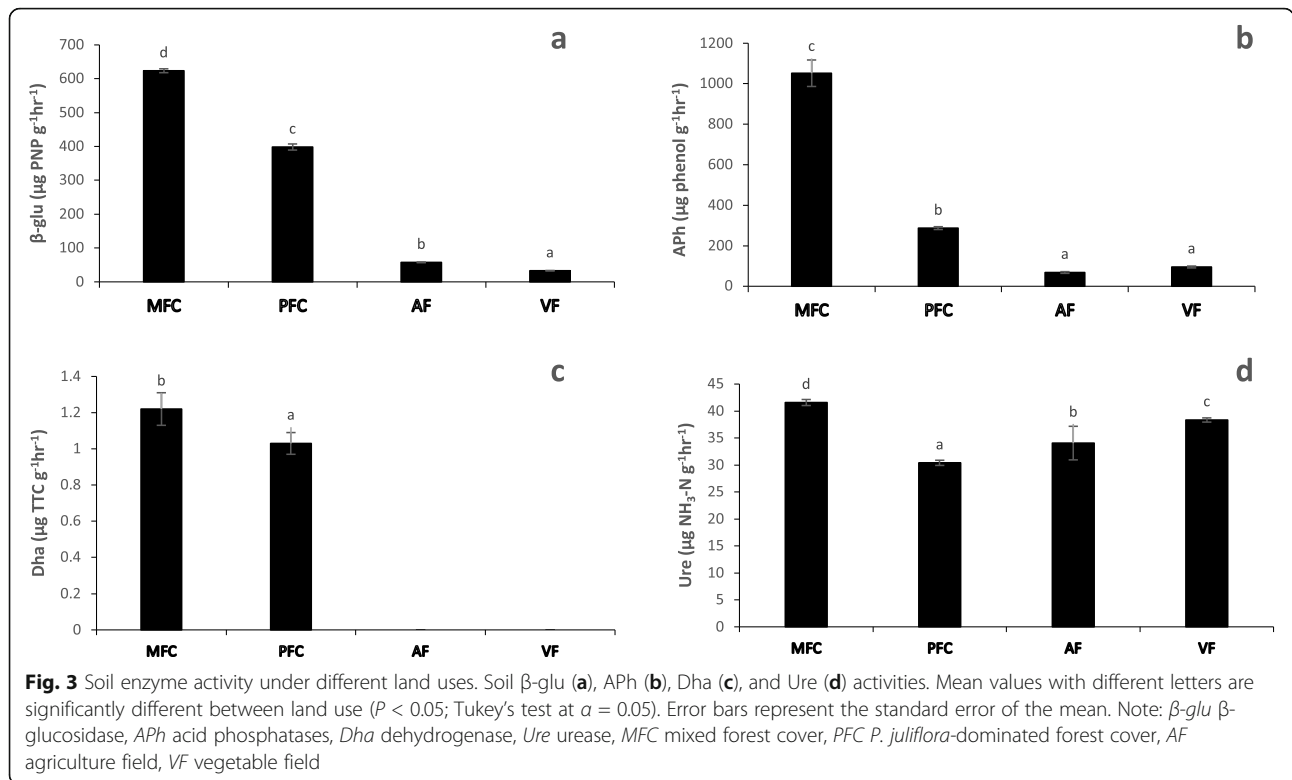 a
700
600
500
400
300
200
100
0
β-glu (µg PNP g⁻¹hr⁻¹)
d
c
b
a
MFC PFC AF VF
b
1200
1000
800
600
400
200
0
APh (µg phenol g⁻¹hr⁻¹)
c
b
a
a
MFC PFC AF VF
c
1.4
1.2
1
0.8
0.6
0.4
0.2
0
Dha (µg TTC g⁻¹hr⁻¹)
b
a
MFC PFC AF VF
d
45
40
35
30
25
20
15
10
5
0
Ure (µg NH₃-N g⁻¹hr⁻¹)
d
a
b
c
MFC PFC AF VF
Fig. 3 Soil enzyme activity under different land uses. Soil β-glu (a), APh (b), Dha (c), and Ure (d) activities. Mean values with different letters are
significantly different between land use (P < 0.05; Tukey's test at α = 0.05). Error bars represent the standard error of the mean. Note: β-glu β-
glucosidase, APh acid phosphatases, Dha dehydrogenase, Ure urease, MFC mixed forest cover, PFC P. juliflora-dominated forest cover, AF
agriculture field, VF vegetable field